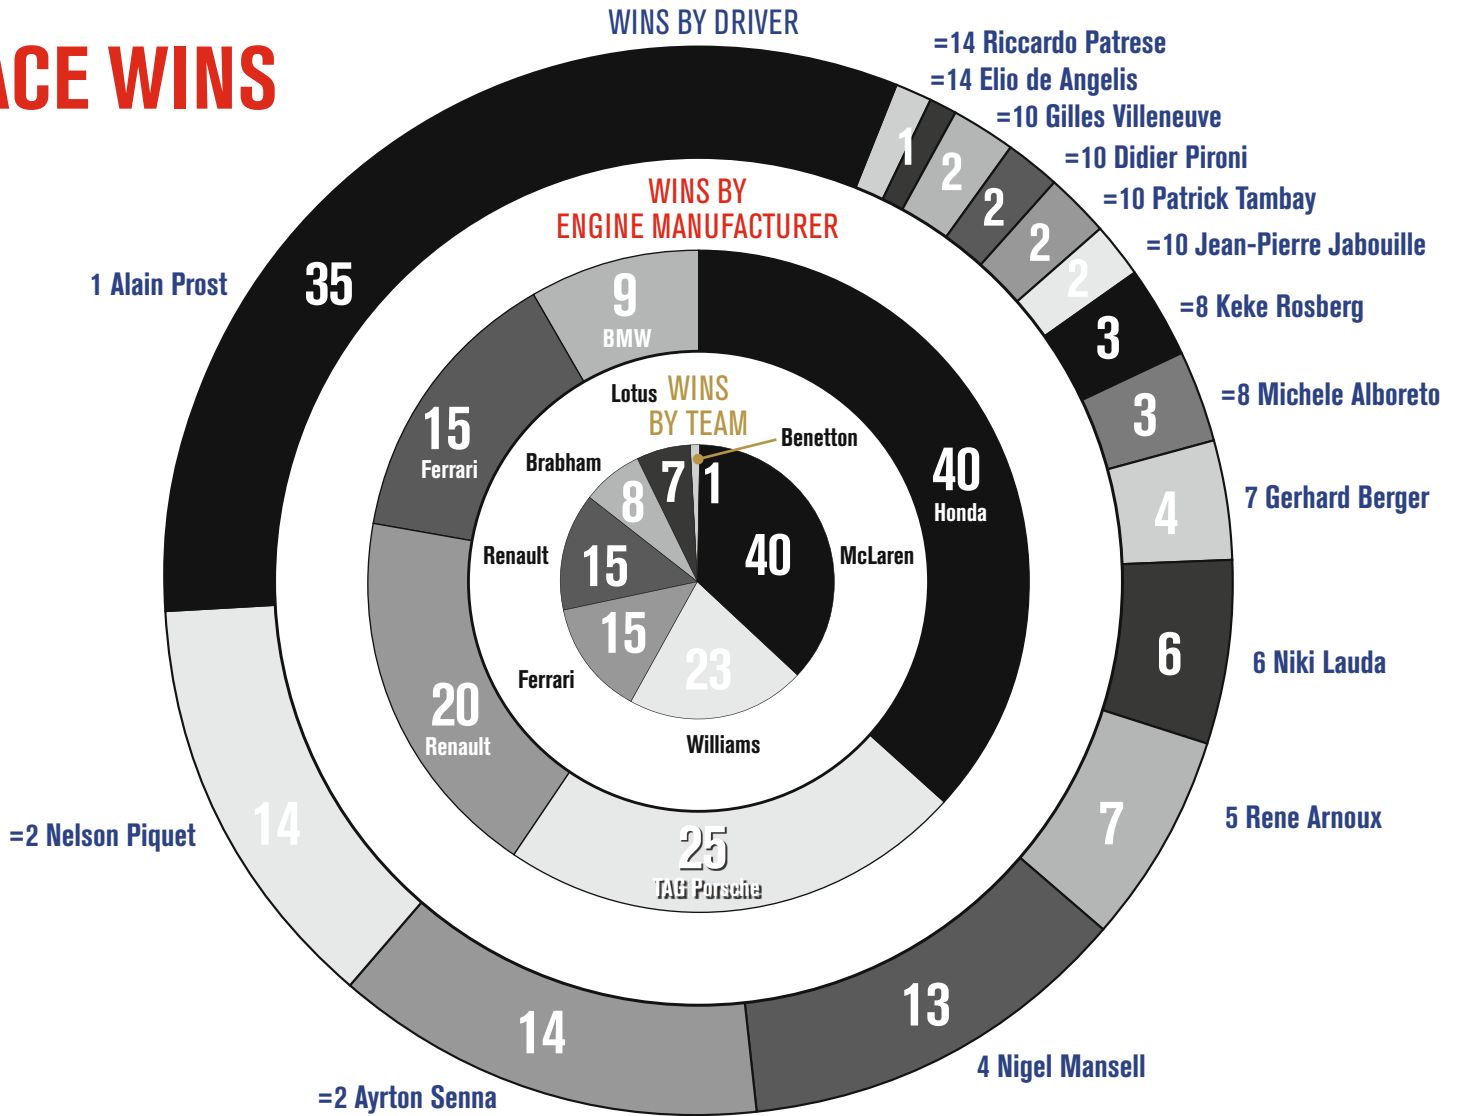 ACE WINS
WINS BY DRIVER
=14 Riccardo Patrese
=14 Elio de Angelis
=10 Gilles Villeneuve
=10 Didier Pironi
=10 Patrick Tambay
=10 Jean-Pierre Jabouille
=8 Keke Rosberg
=8 Michele Alboreto
7 Gerhard Berger
6 Niki Lauda
5 Rene Arnoux
4 Nigel Mansell
=2 Ayrton Senna
=2 Nelson Piquet
1 Alain Prost
35
1
2
2
2
2
3
3
4
6
7
13
14
14
WINS BY
ENGINE MANUFACTURER
9
BMW
40
Honda
25
TAG Porsche
20
Renault
15
Ferrari
WINS
BY TEAM
Lotus
7
Benetton
1
McLaren
40
Williams
23
Ferrari
15
Renault
15
Brabham
8